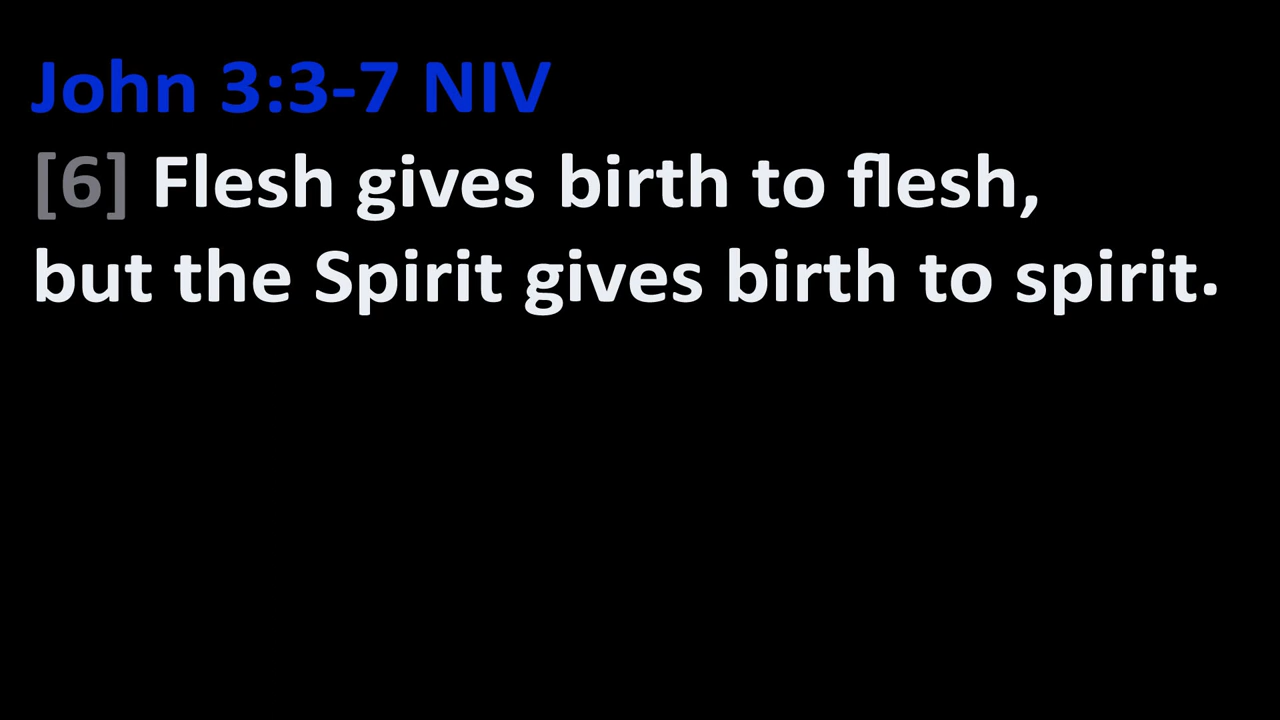 John 3:3-7 NIV
[6] Flesh gives birth to flesh,
but the Spirit gives birth to spirit.